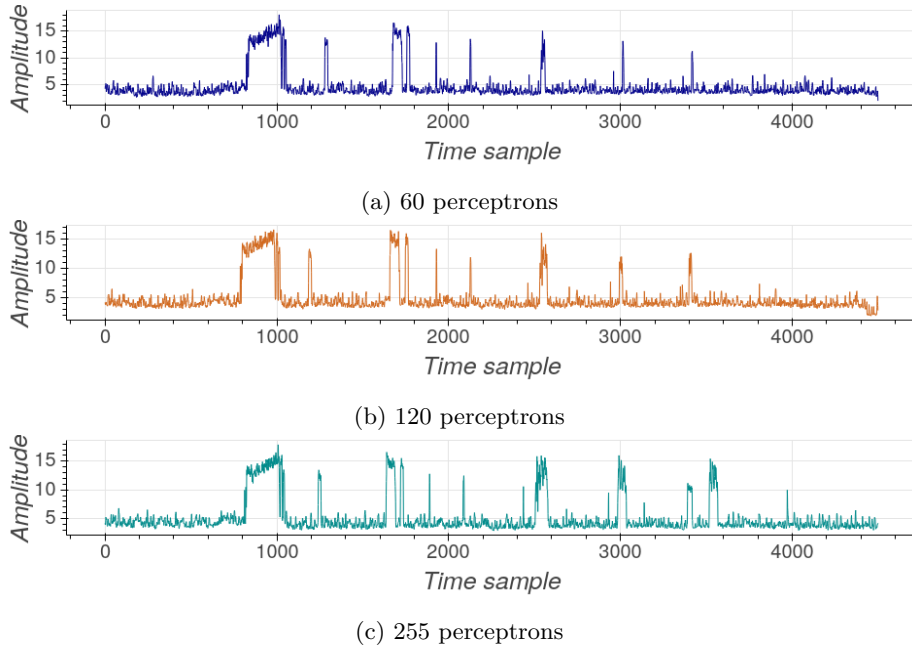 Amplitude
15
10
5
0 1000 2000 3000 4000
Time sample
(a) 60 perceptrons
Amplitude
15
10
5
0 1000 2000 3000 4000
Time sample
(b) 120 perceptrons
Amplitude
15
10
5
0 1000 2000 3000 4000
Time sample
(c) 255 perceptrons